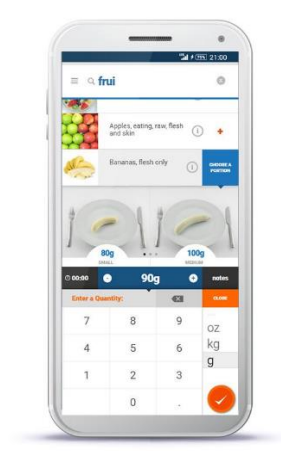 79% 21:00
frui
Apples, eating, raw, flesh
and skin
Bananas, flesh only
CHOOSE A
PORTION
80g
SMALL
100g
MEDIUM
00:00
90g
notes
Enter a Quantity:
CLOSE
7 8 9
oz
4 5 6
kg
g
1 2 3
0 .